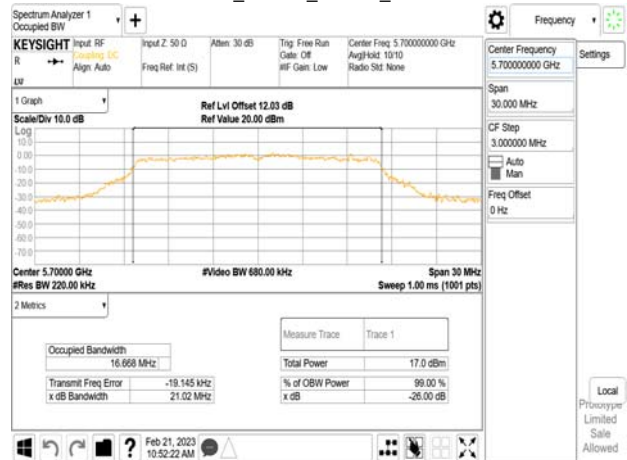 Spectrum Analyzer 1
Occupied BW
Frequency
KEYSIGHT
R
LXI
Input: RF
Coupling: DC
Align: Auto
Input Z: 50 Ω
Freq Ref: Int (S)
Atten: 30 dB
Trig: Free Run
Gate: Off
#IF Gain: Low
Center Freq: 5.700000000 GHz
Avg|Hold: 10/10
Radio Std: None
Center Frequency
5.700000000 GHz
Settings
Span
30.000 MHz
CF Step
3.000000 MHz
Auto
Man
Freq Offset
0 Hz
1 Graph
Scale/Div 10.0 dB
Ref Lvl Offset 12.03 dB
Ref Value 20.00 dBm
Log
10.0
0.00
-10.0
-20.0
-30.0
-40.0
-50.0
-60.0
-70.0
Center 5.70000 GHz
#Res BW 220.00 kHz
#Video BW 680.00 kHz
Span 30 MHz
Sweep 1.00 ms (1001 pts)
2 Metrics
Measure Trace
Trace 1
Occupied Bandwidth
16.668 MHz
Total Power
17.0 dBm
Transmit Freq Error
-19.145 kHz
% of OBW Power
99.00 %
x dB Bandwidth
21.02 MHz
x dB
-26.00 dB
Local
Prototype
Limited
Sale
Allowed
?
Feb 21, 2023
10:52:22 AM